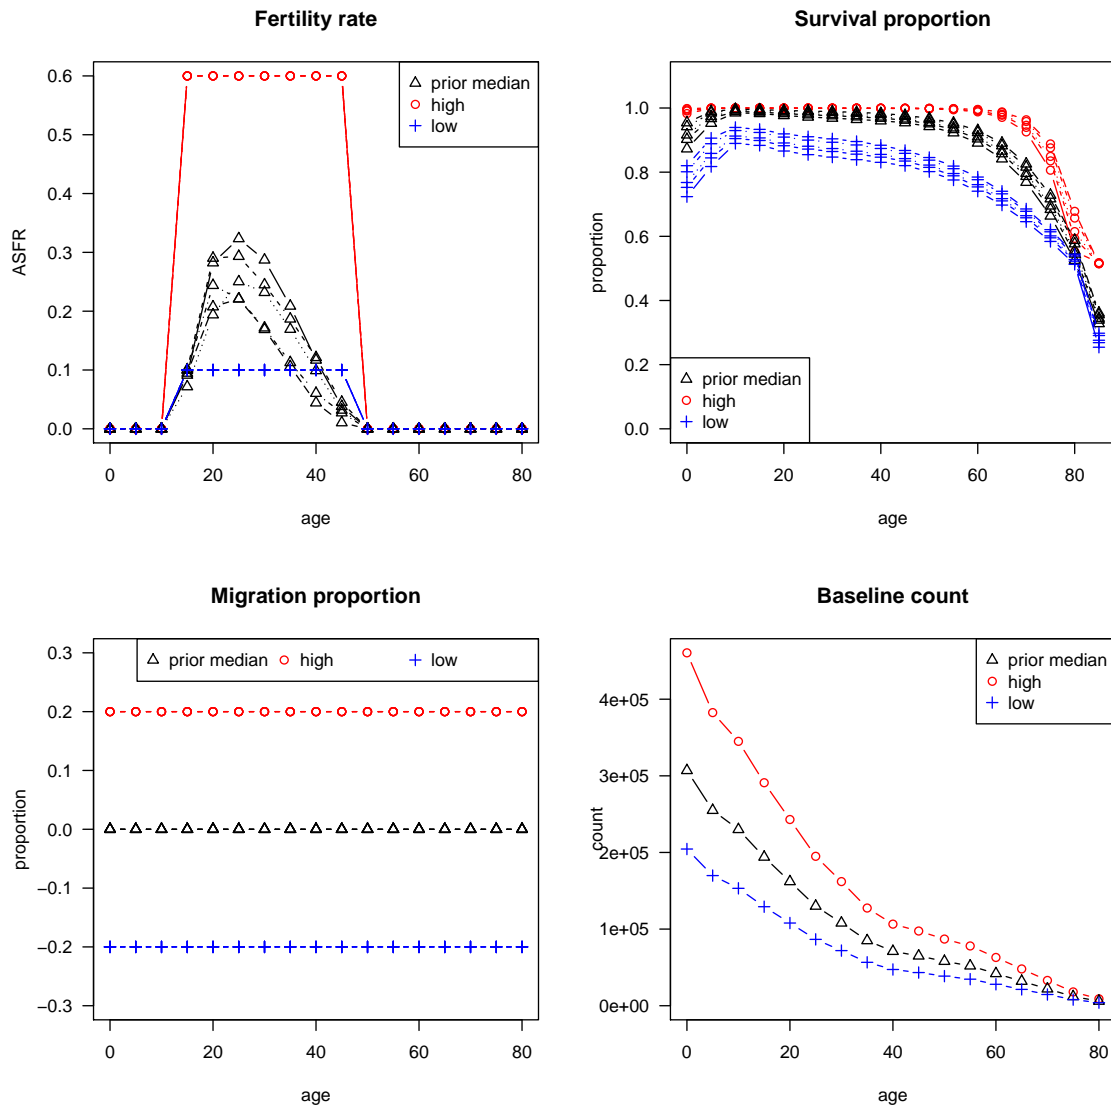 Fertility rate
ASFR
0.6
0.5
0.4
0.3
0.2
0.1
0.0
prior median
high
low
0 20 40 60 80
age
Survival proportion
proportion
1.0
0.8
0.6
0.4
0.2
0.0
prior median
high
low
0 20 40 60 80
age
Migration proportion
proportion
0.3
0.2
0.1
0.0
−0.1
−0.2
−0.3
prior median high low
0 20 40 60 80
age
Baseline count
count
4e+05
3e+05
2e+05
1e+05
0e+00
prior median
high
low
0 20 40 60 80
age